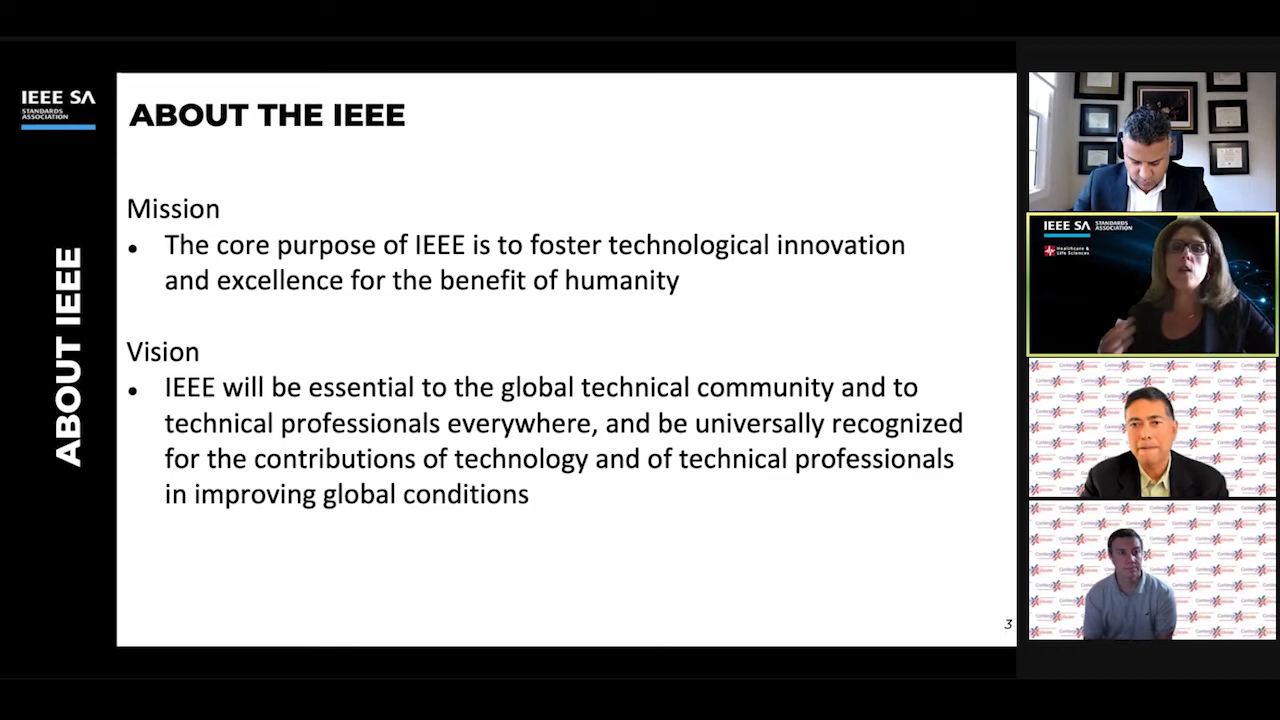 IEEE SA
STANDARDS
ASSOCIATION
ABOUT IEEE
ABOUT THE IEEE
Mission
• The core purpose of IEEE is to foster technological innovation
and excellence for the benefit of humanity
Vision
• IEEE will be essential to the global technical community and to
technical professionals everywhere, and be universally recognized
for the contributions of technology and of technical professionals
in improving global conditions
3
IEEE SA
STANDARDS
ASSOCIATION
Healthcare &
Life Sciences